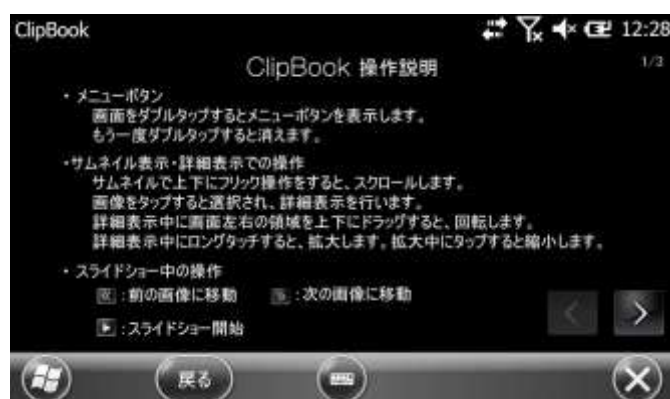 ClipBook 12:28
ClipBook 操作説明 1/3
・メニューボタン
画面をダブルタップするとメニューボタンを表示します。
もう一度ダブルタップすると消えます。
・サムネイル表示・詳細表示での操作
サムネイルで上下にフリック操作をすると、スクロールします。
画像をタップすると選択され、詳細表示を行います。
詳細表示中に画面左右の領域を上下にドラッグすると、回転します。
詳細表示中にロングタッチすると、拡大します。拡大中にタップすると縮小します。
・スライドショー中の操作
:前の画像に移動 :次の画像に移動
:スライドショー開始
戻る